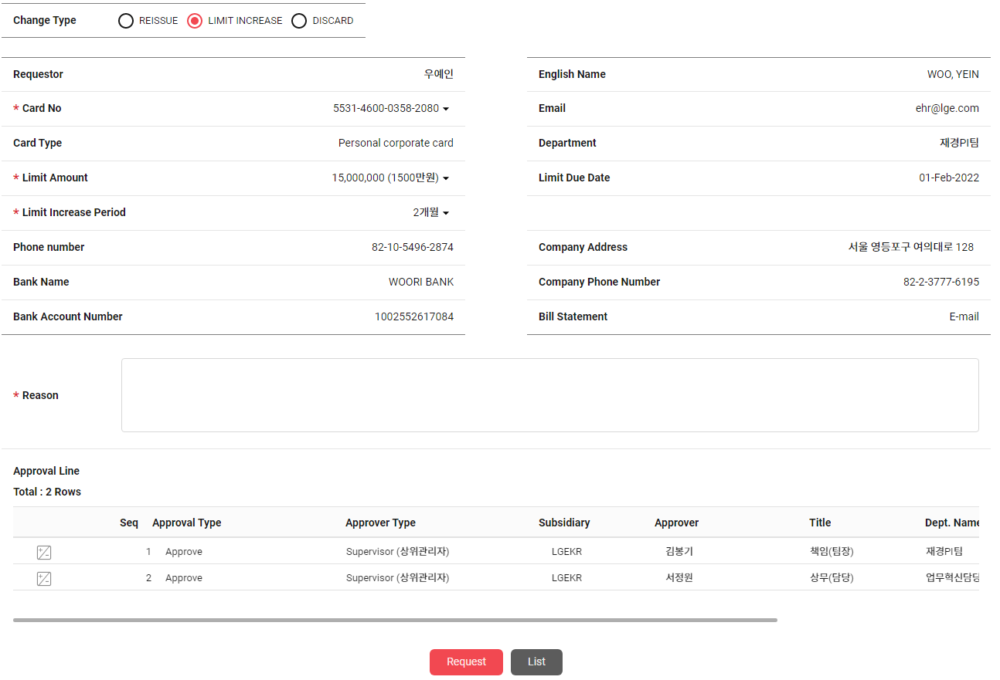 Change Type REISSUE LIMIT INCREASE DISCARD
Requestor 우예인 English Name WOO, YEIN
* Card No 5531-4600-0358-2080 Email ehr@lge.com
Card Type Personal corporate card Department 재경PI팀
* Limit Amount 15,000,000 (1500만원) Limit Due Date 01-Feb-2022
* Limit Increase Period 2개월
Phone number 82-10-5496-2874 Company Address 서울 영등포구 여의대로 128
Bank Name WOORI BANK Company Phone Number 82-2-3777-6195
Bank Account Number 1002552617084 Bill Statement E-mail
* Reason
Approval Line
Total : 2 Rows
Seq Approval Type Approver Type Subsidiary Approver Title Dept. Name
1 Approve Supervisor (상위관리자) LGEKR 김봉기 책임(팀장) 재경PI팀
2 Approve Supervisor (상위관리자) LGEKR 서정원 상무(담당) 업무혁신담당
Request List